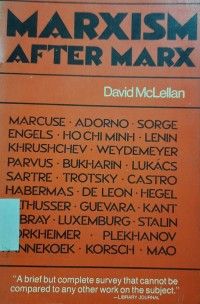 MARXISM
AFTER MARX
David McLellan
MARCUSE · ADORNO · SORGE
ENGELS · HO CHI MINH · LENIN
KHRUSHCHEV · WEYDEMEYER
PARVUS · BUKHARIN · LUKÁCS
SARTRE · TROTSKY · CASTRO
HABERMAS · DE LEON · HEGEL
LTHUSSER · GUEVARA · KANT
EBRAY · LUXEMBURG · STALIN
ORKHEIMER · PLEKHANOV
ANNEKOEK · KORSCH · MAO
"A brief but complete survey that cannot be
compared to any other work on the subject."
—LIBRARY JOURNAL